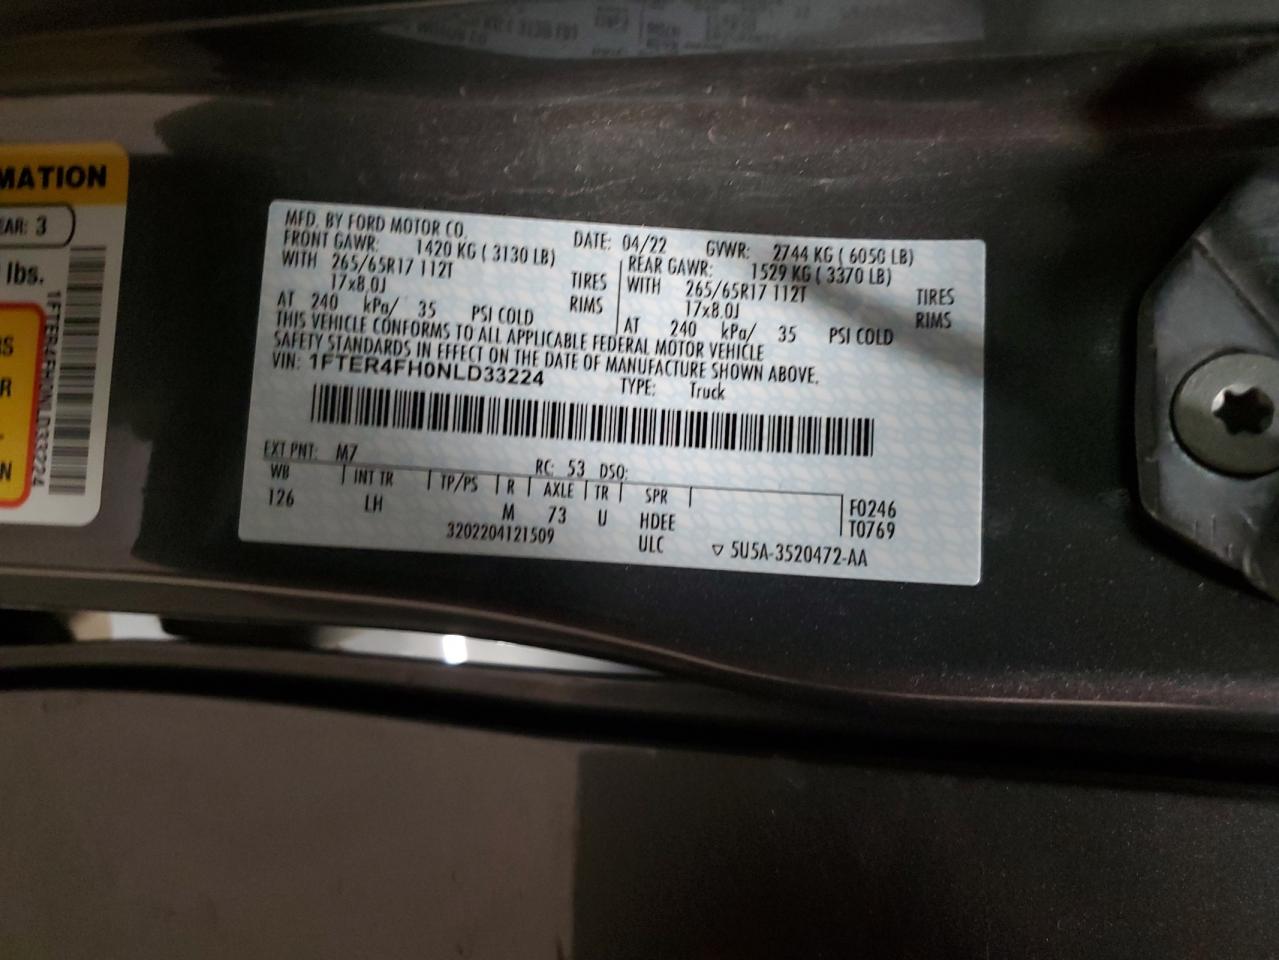 MATION
EAR: 3
lbs.
RS
R
N
1FTER4FH0NLD33224
MFD. BY FORD MOTOR CO.
DATE: 04/22 GVWR: 2744 KG ( 6050 LB)
FRONT GAWR: 1420 KG ( 3130 LB)
REAR GAWR: 1529 KG ( 3370 LB)
WITH 265/65R17 112T TIRES
WITH 265/65R17 112T TIRES
17x8.0J RIMS
17x8.0J RIMS
AT 240 kPa/ 35 PSI COLD
AT 240 kPa/ 35 PSI COLD
THIS VEHICLE CONFORMS TO ALL APPLICABLE FEDERAL MOTOR VEHICLE
SAFETY STANDARDS IN EFFECT ON THE DATE OF MANUFACTURE SHOWN ABOVE.
VIN: 1FTER4FH0NLD33224
TYPE: Truck
EXT PNT: M7 RC: 53 DSO:
WB INT TR TP/PS R AXLE TR SPR
126 LH M 73 U HDEE F0246
3202204121509 ULC T0769
▽ 5U5A-3520472-AA